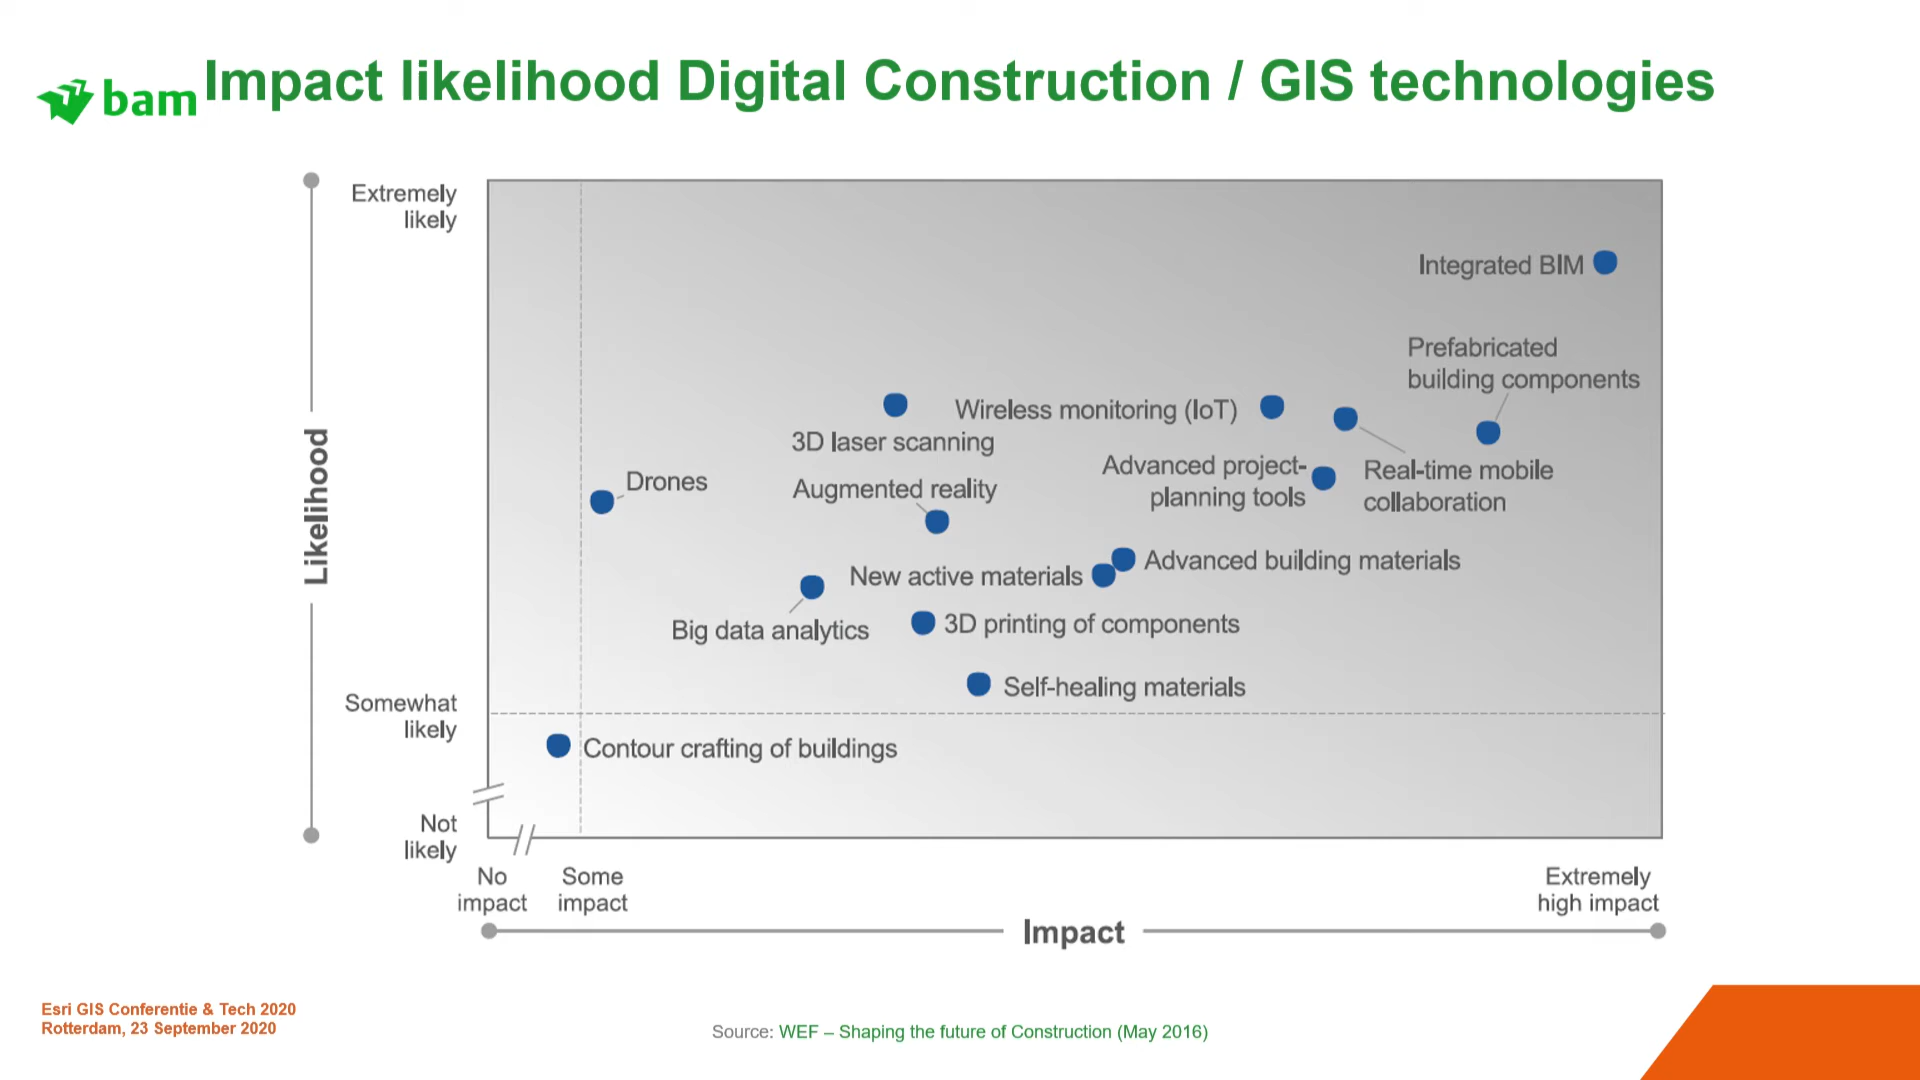 bam
Impact likelihood Digital Construction / GIS technologies
Extremely
likely
Integrated BIM
Prefabricated
building components
Wireless monitoring (IoT)
3D laser scanning
Advanced project-
planning tools
Real-time mobile
collaboration
Drones
Augmented reality
Likelihood
Advanced building materials
New active materials
Big data analytics
3D printing of components
Self-healing materials
Somewhat
likely
Contour crafting of buildings
Not
likely
No
impact
Some
impact
Extremely
high impact
Impact
Esri GIS Conferentie & Tech 2020
Rotterdam, 23 September 2020
Source: WEF – Shaping the future of Construction (May 2016)